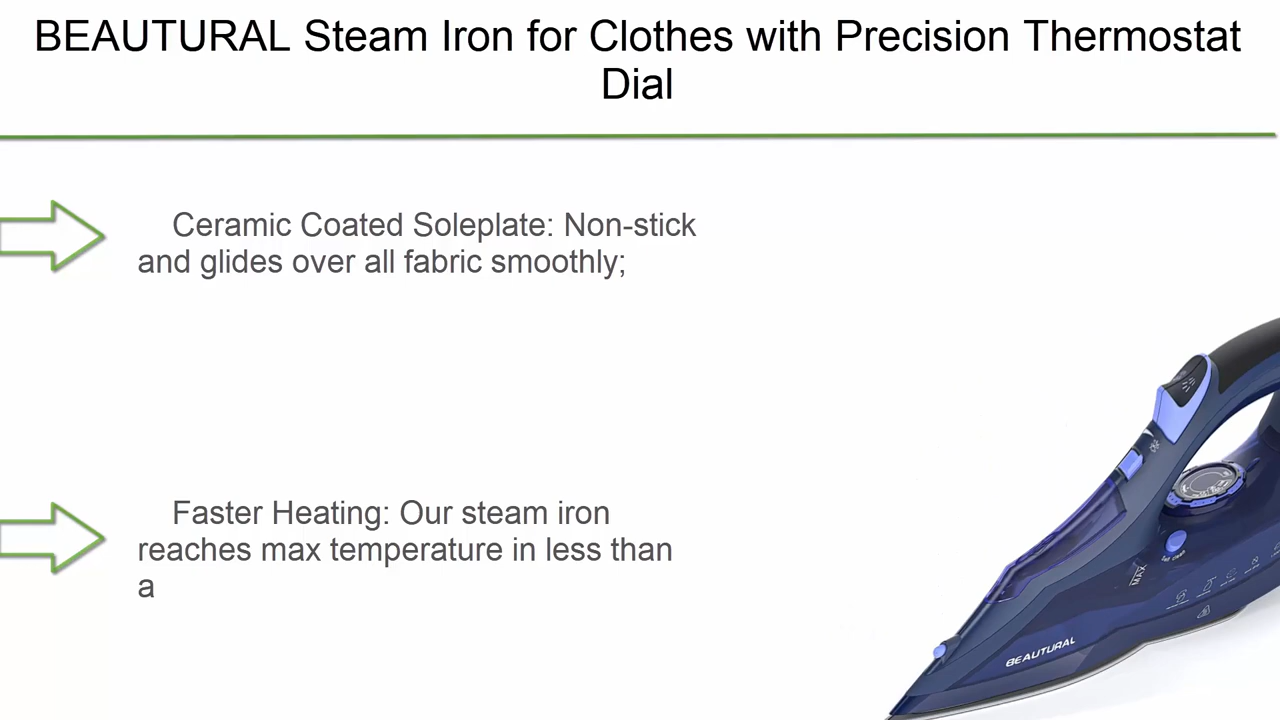 BEAUTURAL Steam Iron for Clothes with Precision Thermostat
Dial
Ceramic Coated Soleplate: Non-stick
and glides over all fabric smoothly;
Faster Heating: Our steam iron
reaches max temperature in less than
a
MAX
BEAUTURAL